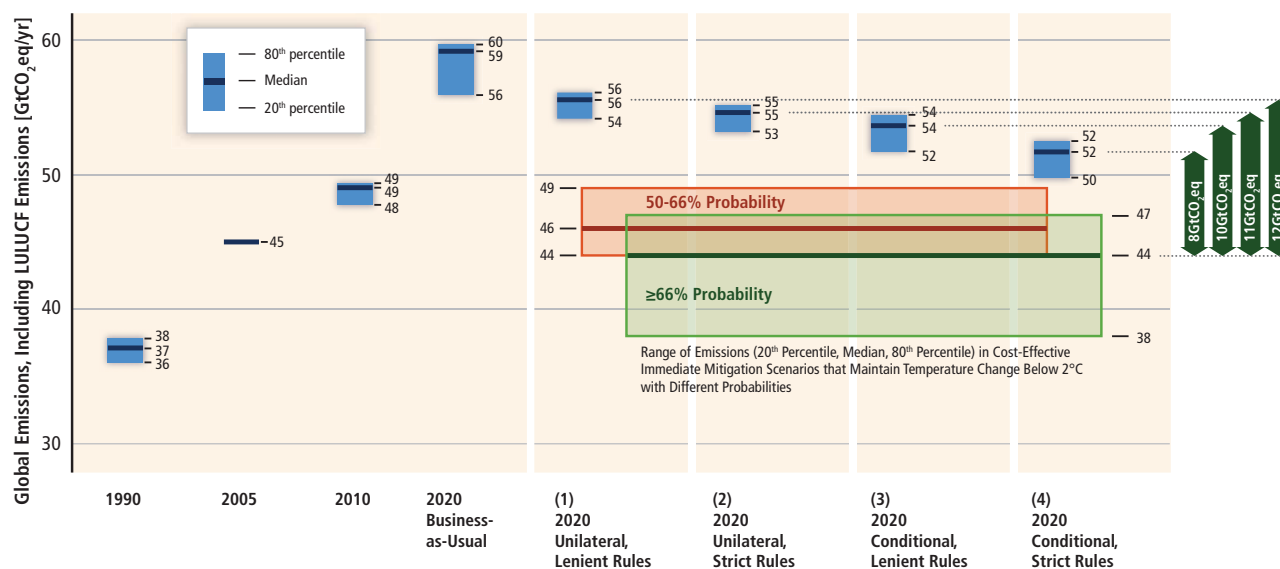 Global Emissions, Including LULUCF Emissions [GtCO₂eq/yr]
60
50
40
30
80th percentile
Median
20th percentile
38
37
36
45
49
49
48
60
59
56
56
56
54
55
55
53
54
54
52
52
52
50
49
46
44
50-66% Probability
≥66% Probability
47
44
38
Range of Emissions (20th Percentile, Median, 80th Percentile) in Cost-Effective
Immediate Mitigation Scenarios that Maintain Temperature Change Below 2°C
with Different Probabilities
8GtCO₂eq
10GtCO₂eq
11GtCO₂eq
12GtCO₂eq
1990
2005
2010
2020
Business-
as-Usual
(1)
2020
Unilateral,
Lenient Rules
(2)
2020
Unilateral,
Strict Rules
(3)
2020
Conditional,
Lenient Rules
(4)
2020
Conditional,
Strict Rules